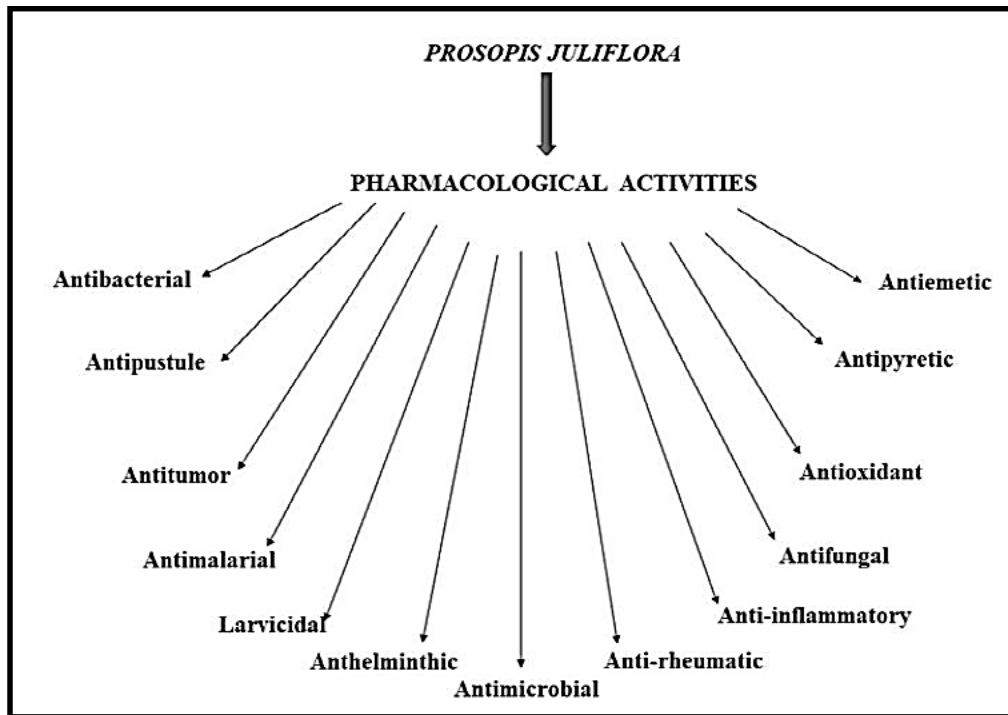 PROSOPIS JULIFLORA
PHARMACOLOGICAL ACTIVITIES
Antibacterial
Antiemetic
Antipustule
Antipyretic
Antitumor
Antioxidant
Antimalarial
Antifungal
Larvicidal
Anti-inflammatory
Anthelminthic
Anti-rheumatic
Antimicrobial